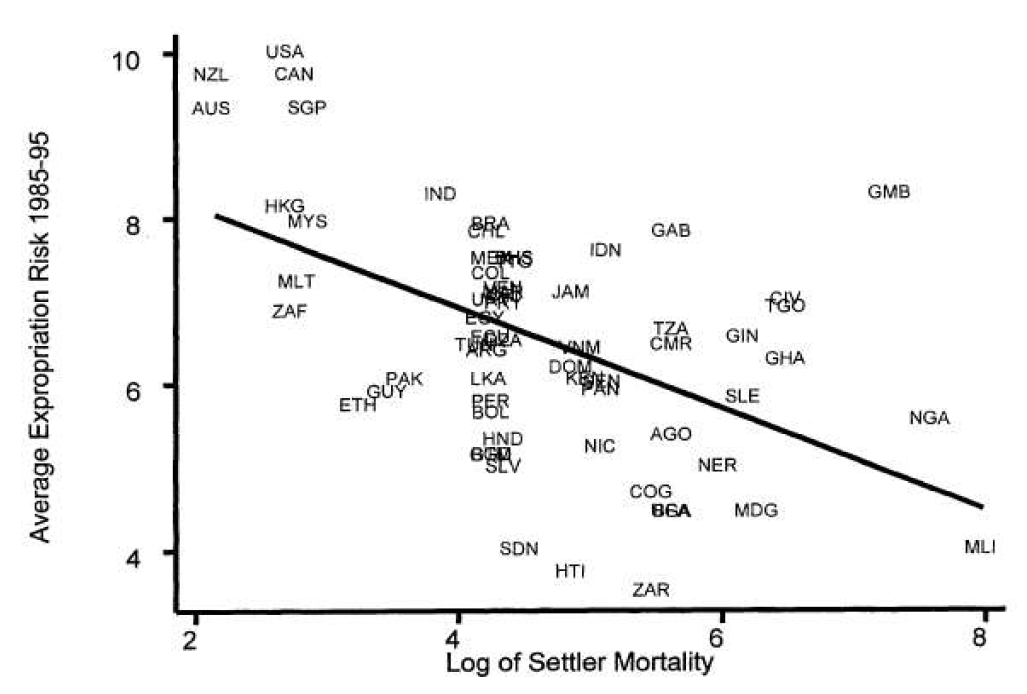 Average Expropriation Risk 1985-95
10
8
6
4
USA
NZL
CAN
AUS
SGP
IND
GMB
HKG
MYS
BRA
CHL
GAB
IDN
COL
MLT
JAM
ZAF
CIV
TGO
EGY
TZA
GIN
CMR
VNM
ARG
GHA
DOM
PAK
LKA
GUY
PAN
SLE
ETH
PER
BOL
NGA
HND
AGO
NIC
SLV
NER
COG
MDG
SDN
MLI
HTI
ZAR
2
4
6
8
Log of Settler Mortality